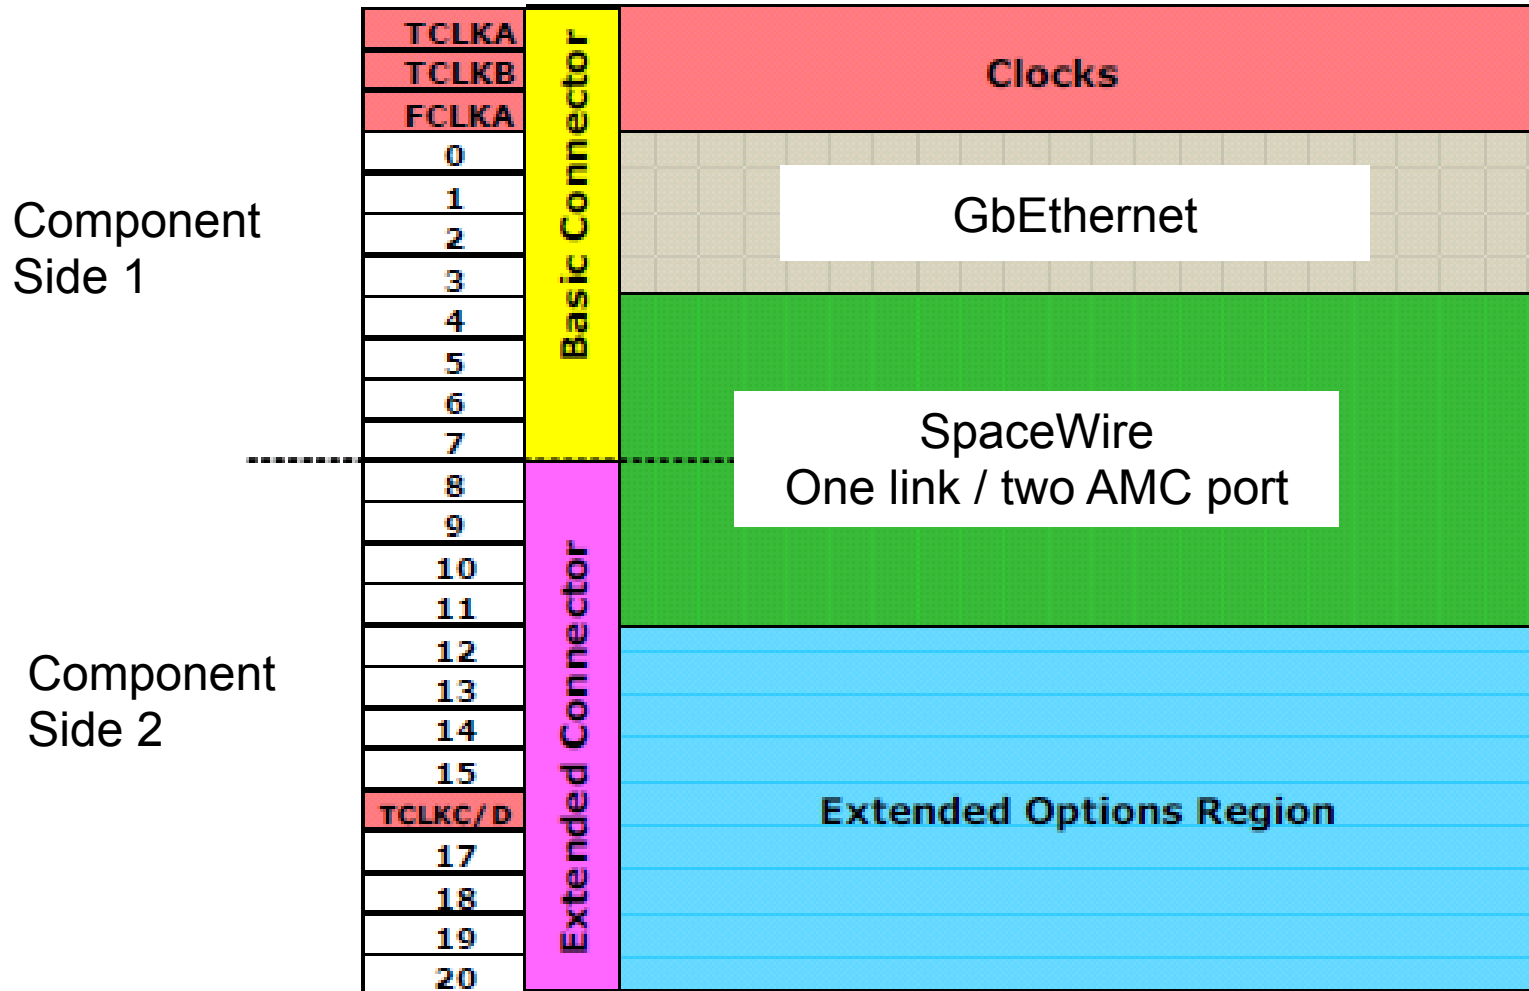 TCLKA
TCLKB
FCLKA
0
1
2
3
4
5
6
7
8
9
10
11
12
13
14
15
TCLKC/D
17
18
19
20
Component
Side 1
Component
Side 2
Basic Connector
Extended Connector
Clocks
GbEthernet
SpaceWire
One link / two AMC port
Extended Options Region